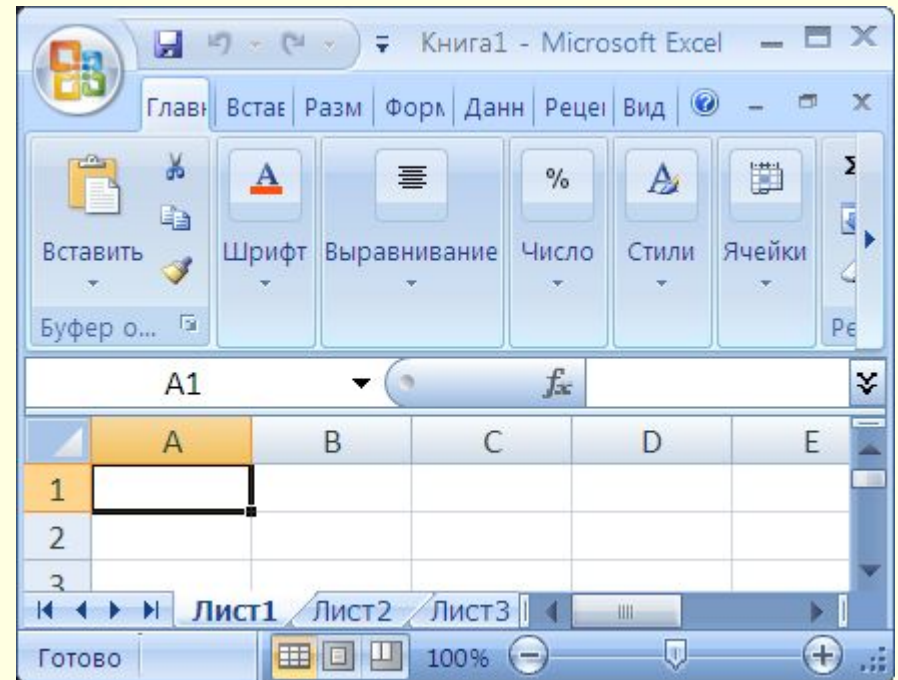 Книга1 - Microsoft Excel
Главн Встав Разм Форм Данн Рецен Вид
% Σ
Вставить Шрифт Выравнивание Число Стили Ячейки
Буфер о... Ре
A1 fx
A B C D E
1
2
3
Лист1 Лист2 Лист3
Готово 100%